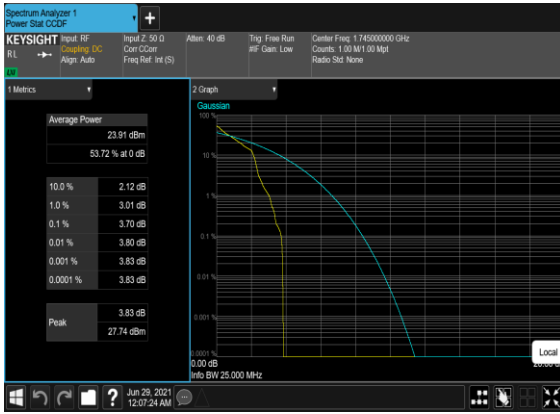 Spectrum Analyzer 1
Power Stat CCDF
KEYSIGHT
RL
LV
Input: RF
Coupling: DC
Align: Auto
Input Z: 50 Ω
Corr CCorr
Freq Ref: Int (S)
Atten: 40 dB
Trig: Free Run
#IF Gain: Low
Center Freq: 1.745000000 GHz
Counts: 1.00 M/1.00 Mpt
Radio Std: None
1 Metrics
Average Power
23.91 dBm
53.72 % at 0 dB
10.0 % 2.12 dB
1.0 % 3.01 dB
0.1 % 3.70 dB
0.01 % 3.80 dB
0.001 % 3.83 dB
0.0001 % 3.83 dB
Peak
3.83 dB
27.74 dBm
2 Graph
Gaussian
100 %
10 %
1 %
0.1 %
0.01 %
0.001 %
0.0001 %
0.00 dB
Info BW 25.000 MHz
Local
Jun 29, 2021
12:07:24 AM